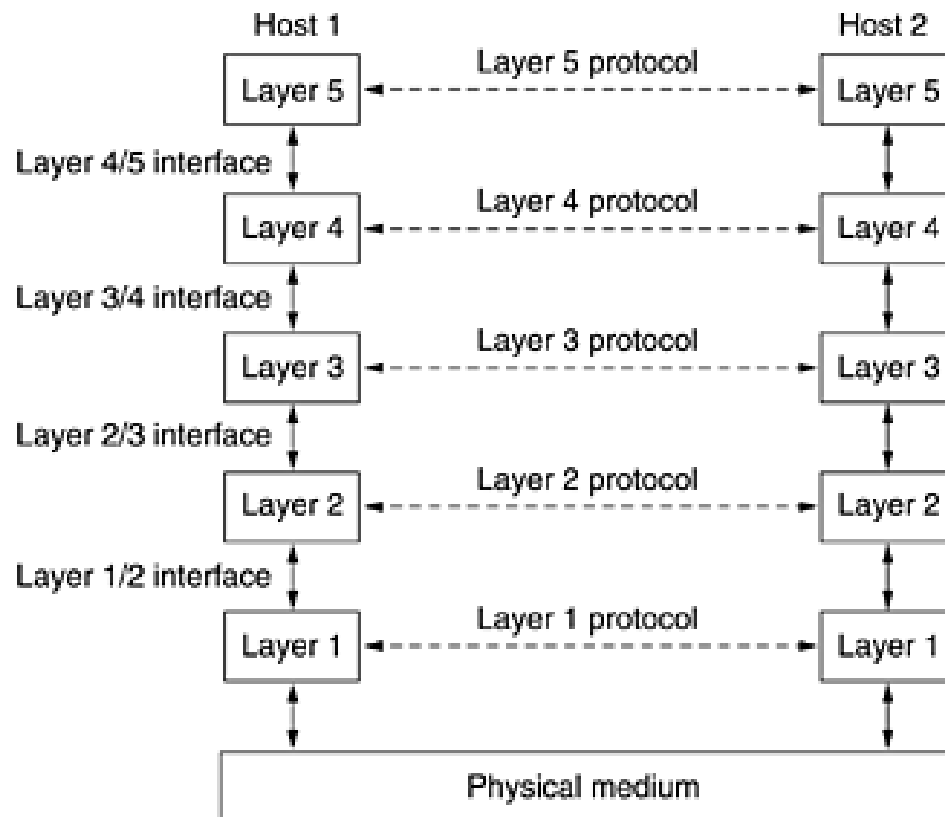 Host 1
Host 2
Layer 5 protocol
Layer 5
Layer 5
Layer 4/5 interface
Layer 4 protocol
Layer 4
Layer 4
Layer 3/4 interface
Layer 3 protocol
Layer 3
Layer 3
Layer 2/3 interface
Layer 2 protocol
Layer 2
Layer 2
Layer 1/2 interface
Layer 1 protocol
Layer 1
Layer 1
Physical medium